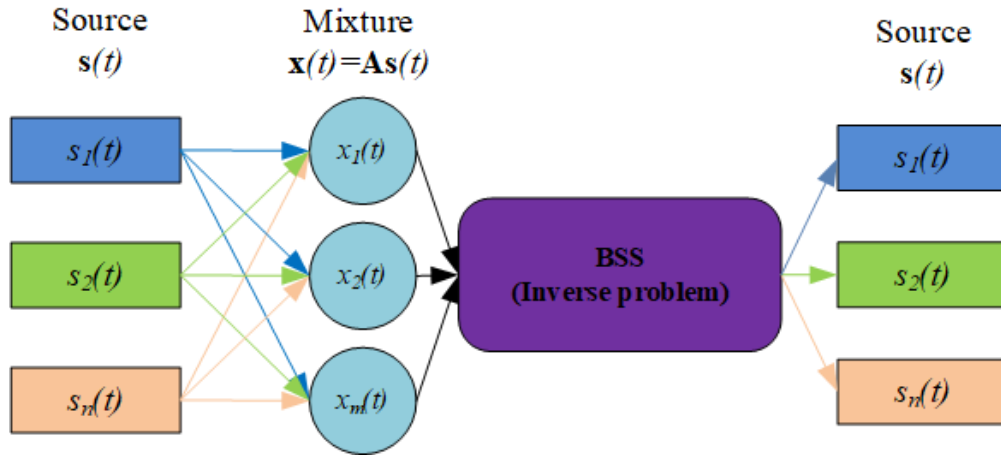 Source
s(t)
Mixture
x(t)=As(t)
Source
s(t)
s1(t)
x1(t)
s1(t)
s2(t)
x2(t)
BSS
(Inverse problem)
s2(t)
sn(t)
xm(t)
sn(t)